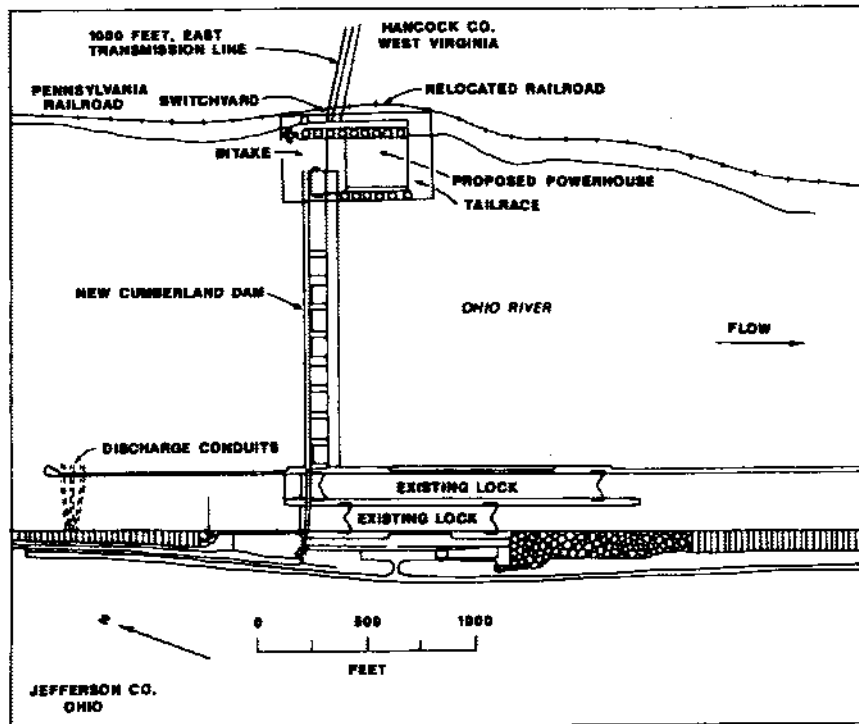 HANCOCK CO.
WEST VIRGINIA
1000 FEET, EAST
TRANSMISSION LINE
PENNSYLVANIA
RAILROAD
SWITCHYARD
RELOCATED RAILROAD
INTAKE
PROPOSED POWERHOUSE
TAILRACE
NEW CUMBERLAND DAM
OHIO RIVER
FLOW
DISCHARGE CONDUITS
EXISTING LOCK
EXISTING LOCK
N
0 500 1000
FEET
JEFFERSON CO.
OHIO